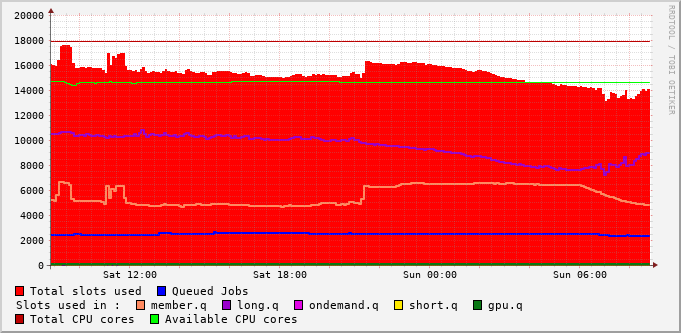 20000
18000
16000
14000
12000
10000
8000
6000
4000
2000
0
Sat 12:00 Sat 18:00 Sun 00:00 Sun 06:00
RRDTOOL / TOBI OETIKER
Total slots used Queued Jobs
Slots used in : member.q long.q ondemand.q short.q gpu.q
Total CPU cores Available CPU cores